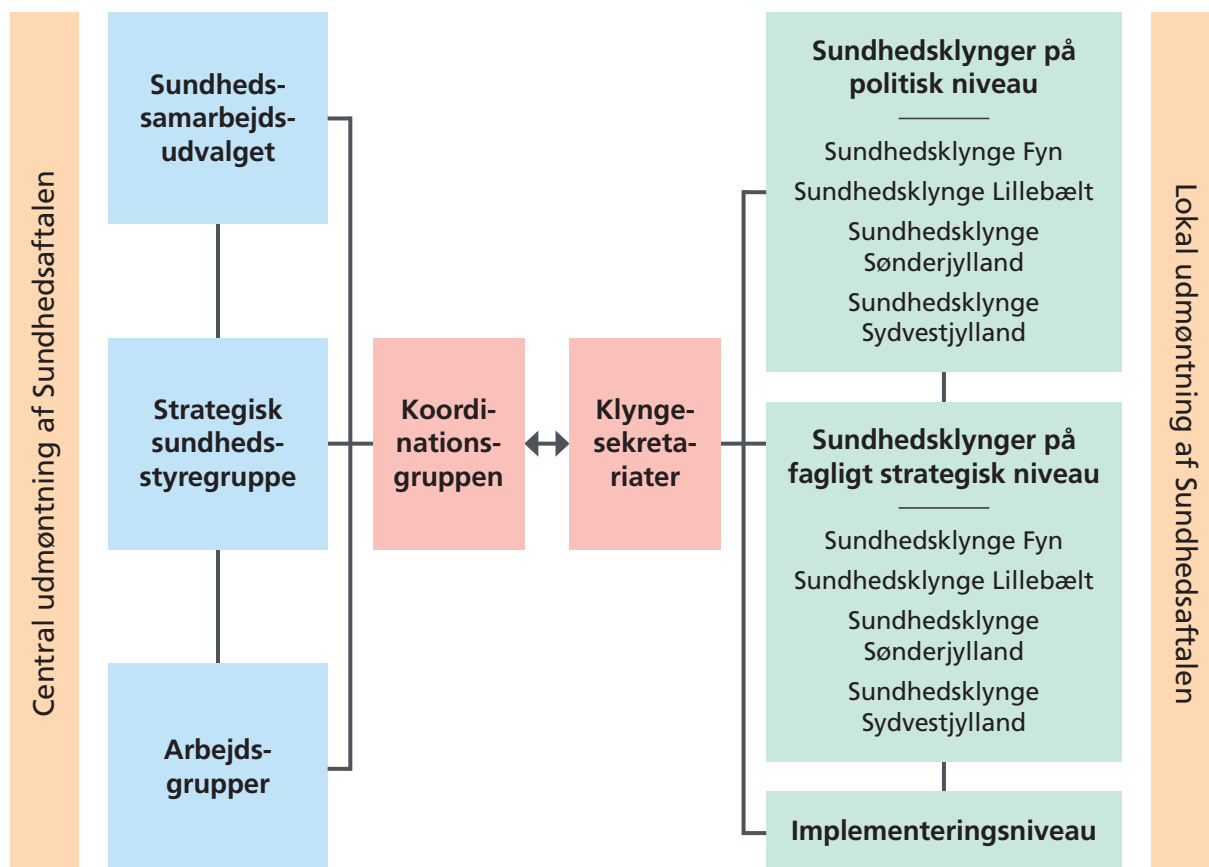 Central udmøntning af Sundhedsaftalen
Sundheds-
samarbejds-
udvalget
Strategisk
sundheds-
styregruppe
Arbejds-
grupper
Koordi-
nations-
gruppen
Klynge-
sekreta-
riater
Sundhedsklynger på
politisk niveau
Sundhedsklynge Fyn
Sundhedsklynge Lillebælt
Sundhedsklynge
Sønderjylland
Sundhedsklynge
Sydvestjylland
Sundhedsklynger på
fagligt strategisk niveau
Sundhedsklynge Fyn
Sundhedsklynge Lillebælt
Sundhedsklynge
Sønderjylland
Sundhedsklynge
Sydvestjylland
Implementeringsniveau
Lokal udmøntning af Sundhedsaftalen